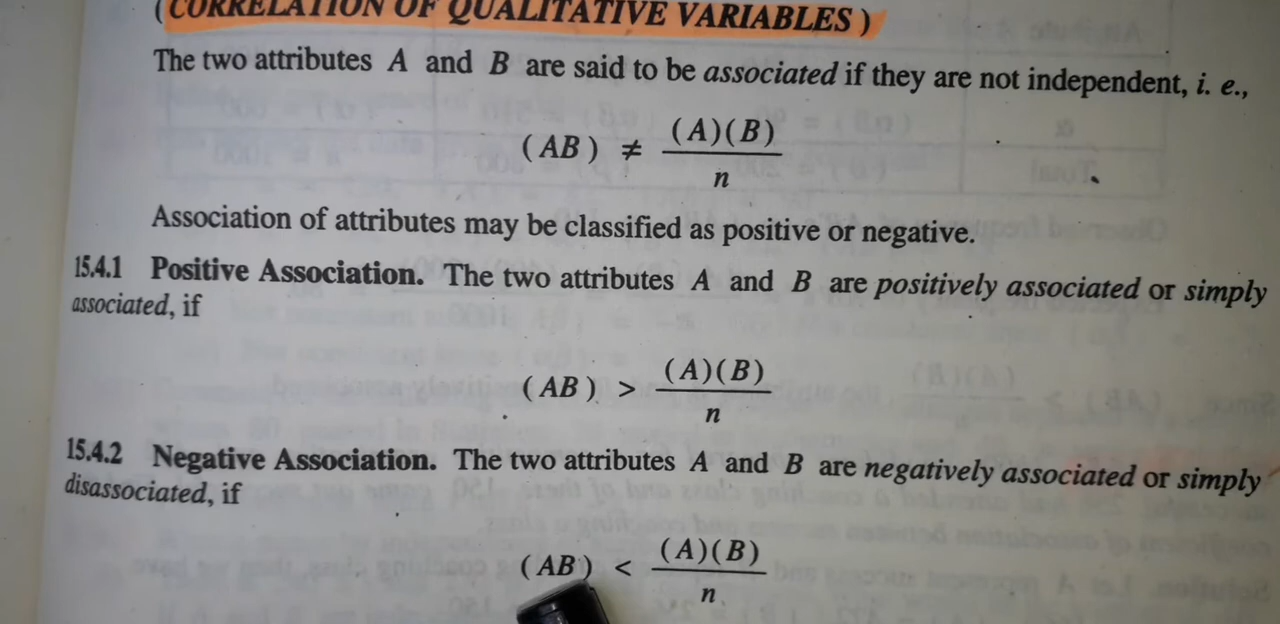 (CORRELATION OF QUALITATIVE VARIABLES)
The two attributes A and B are said to be associated if they are not independent, i. e.,
(AB) ≠ (A)(B) / n
Association of attributes may be classified as positive or negative.
15.4.1 Positive Association. The two attributes A and B are positively associated or simply
associated, if
(AB) > (A)(B) / n
15.4.2 Negative Association. The two attributes A and B are negatively associated or simply
disassociated, if
(AB) < (A)(B) / n